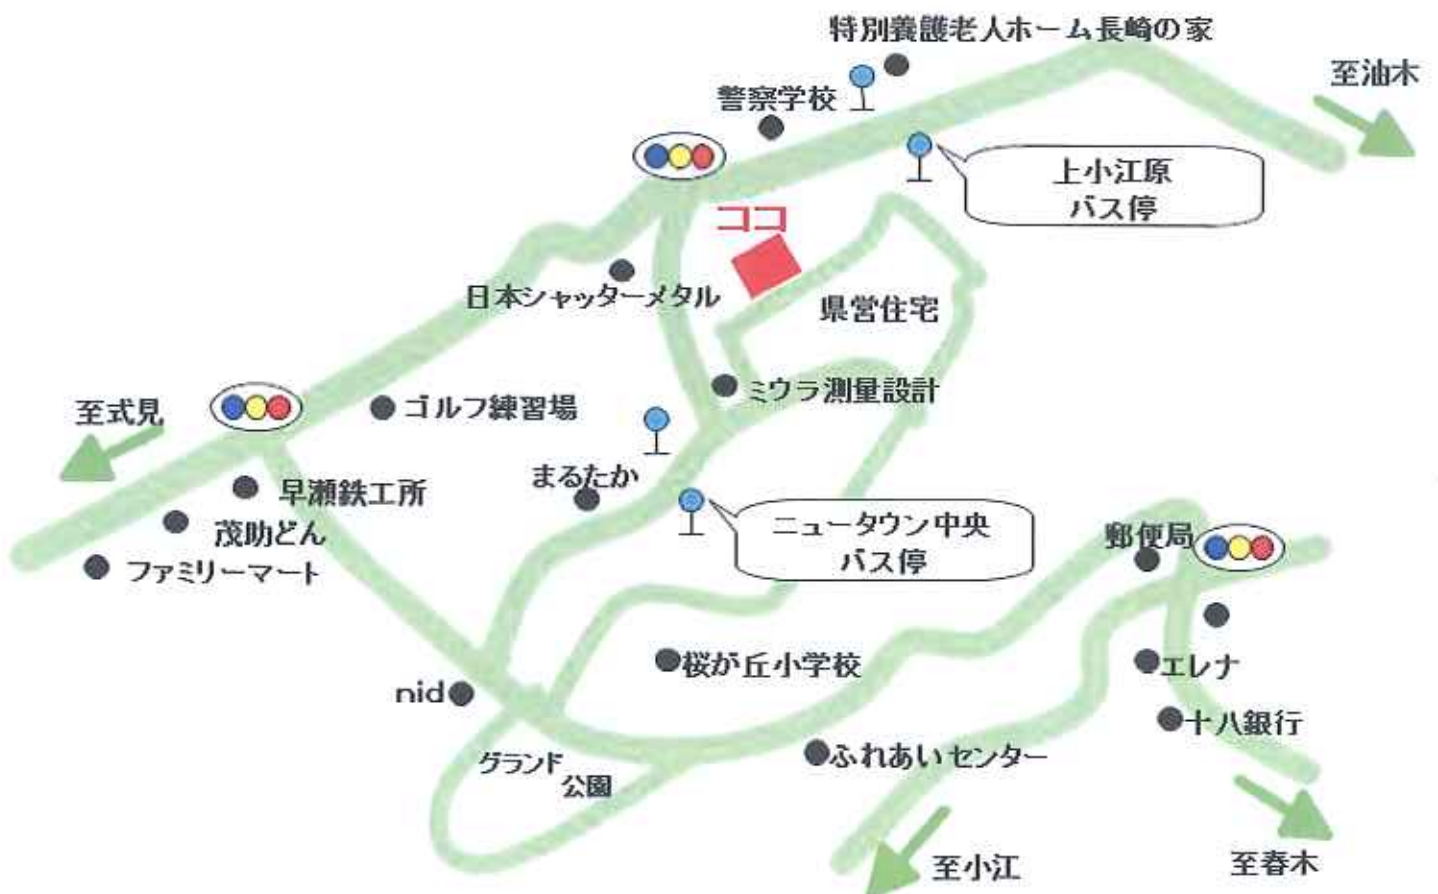 特別養護老人ホーム長崎の家
至油木
警察学校
上小江原
バス停
ココ
日本シャッターメタル
県営住宅
ミウラ測量設計
至式見
ゴルフ練習場
まるたか
早瀬鉄工所
茂助どん
ファミリーマート
ニュータウン中央
バス停
郵便局
桜が丘小学校
エレナ
nid
十八銀行
グランド
公園
ふれあいセンター
至小江
至春木